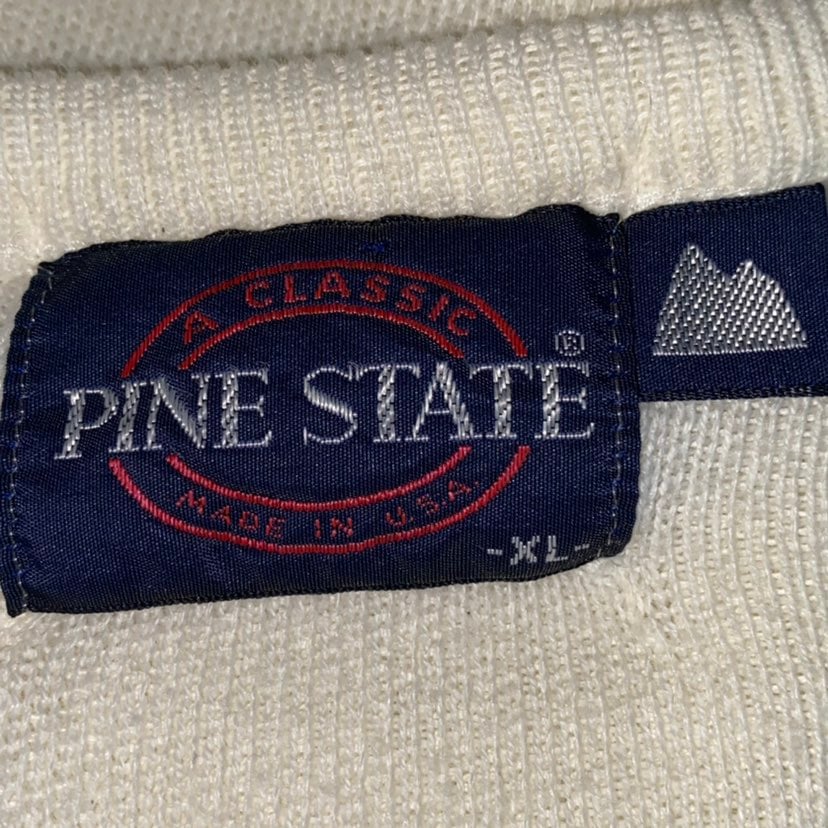 A CLASSIC
PINE STATE®
MADE IN U.S.A.
-XL-